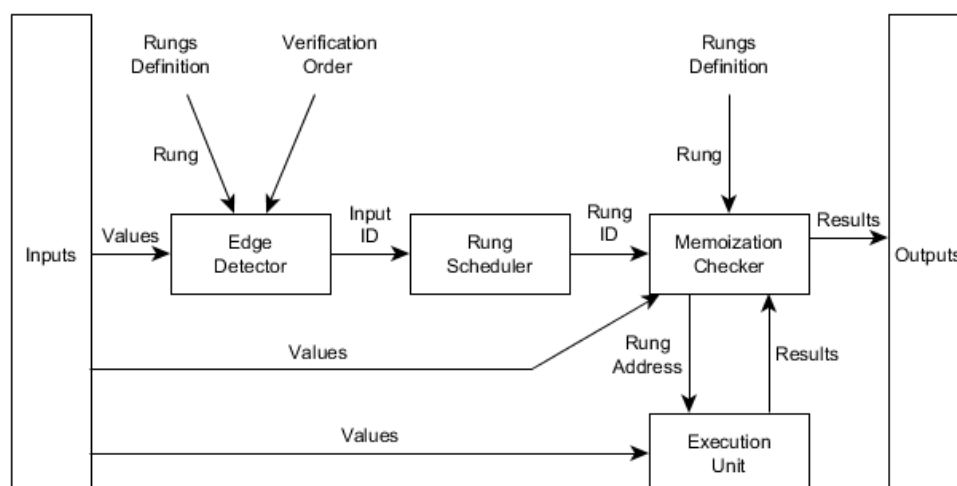 Rungs
Definition
Verification
Order
Rungs
Definition
Rung
Rung
Inputs
Values
Edge
Detector
Input
ID
Rung
Scheduler
Rung
ID
Memoization
Checker
Results
Outputs
Values
Rung
Address
Results
Values
Execution
Unit